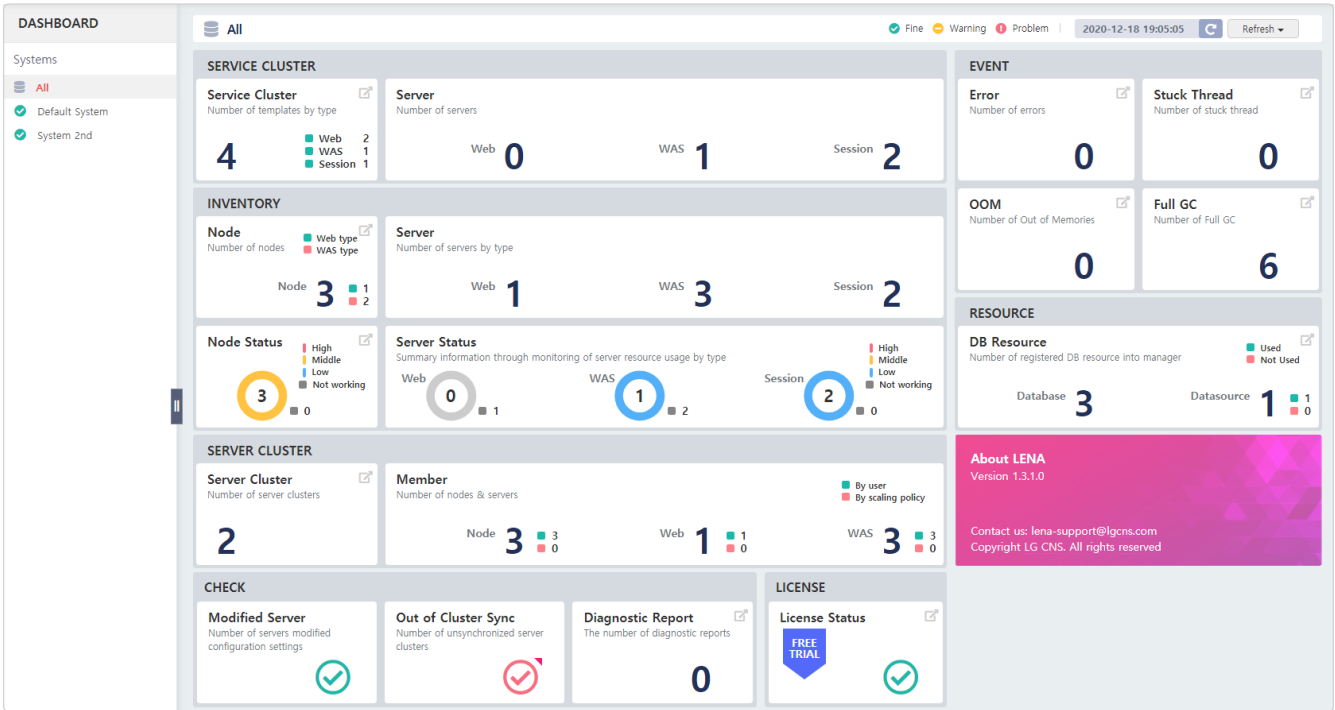 DASHBOARD
Systems
All
Default System
System 2nd
All
Fine
Warning
Problem
2020-12-18 19:05:05
Refresh
SERVICE CLUSTER
Service Cluster
Number of templates by type
4
Web 2
WAS 1
Session 1
Server
Number of servers
Web 0
WAS 1
Session 2
INVENTORY
Node
Number of nodes
Web type
WAS type
Node 3
1
2
Server
Number of servers by type
Web 1
WAS 3
Session 2
Node Status
High
Middle
Low
Not working
3
0
Server Status
Summary information through monitoring of server resource usage by type
High
Middle
Low
Not working
Web
0
1
WAS
1
2
Session
2
0
SERVER CLUSTER
Server Cluster
Number of server clusters
2
Member
Number of nodes & servers
By user
By scaling policy
Node 3
3
0
Web 1
1
0
WAS 3
3
0
CHECK
Modified Server
Number of servers modified
configuration settings
Out of Cluster Sync
Number of unsynchronized server
clusters
Diagnostic Report
The number of diagnostic reports
0
LICENSE
License Status
FREE
TRIAL
EVENT
Error
Number of errors
0
Stuck Thread
Number of stuck thread
0
OOM
Number of Out of Memories
0
Full GC
Number of Full GC
6
RESOURCE
DB Resource
Number of registered DB resource into manager
Used
Not Used
Database 3
Datasource 1
1
0
About LENA
Version 1.3.1.0
Contact us: lena-support@lgcns.com
Copyright LG CNS. All rights reserved